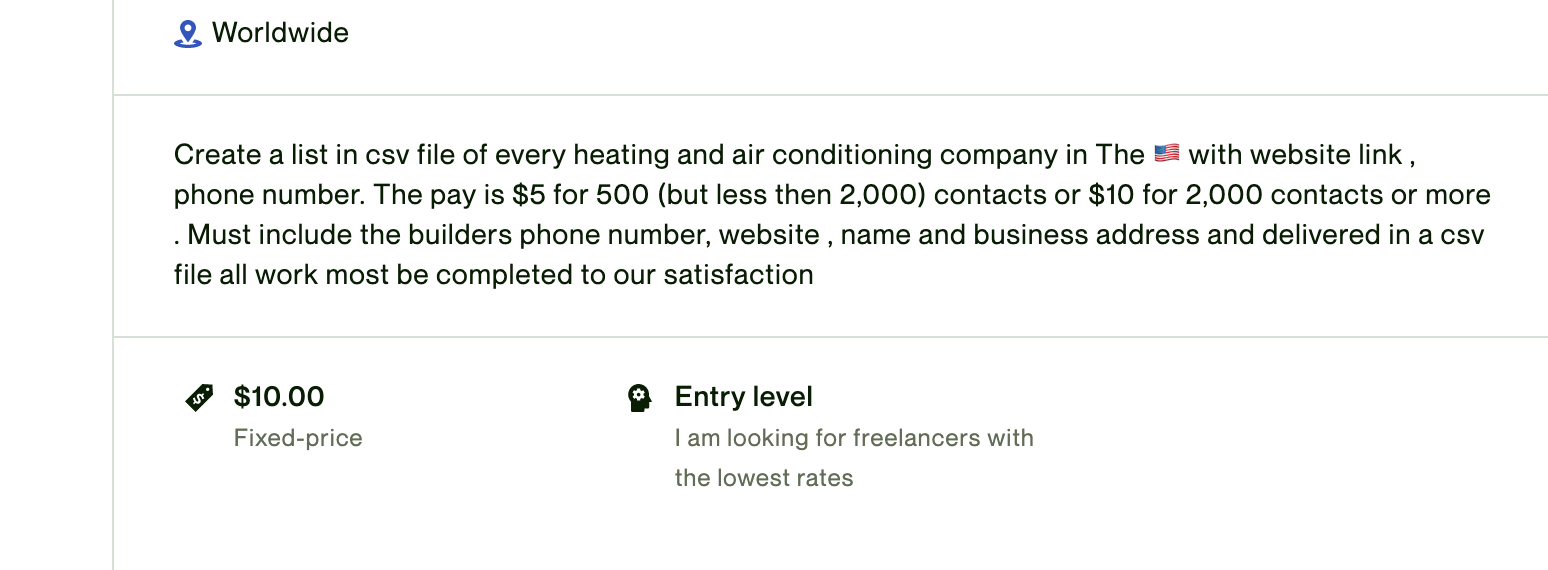 Worldwide
Create a list in csv file of every heating and air conditioning company in The 🇺🇸 with website link ,
phone number. The pay is $5 for 500 (but less then 2,000) contacts or $10 for 2,000 contacts or more
. Must include the builders phone number, website , name and business address and delivered in a csv
file all work most be completed to our satisfaction
$10.00
Fixed-price
Entry level
I am looking for freelancers with
the lowest rates